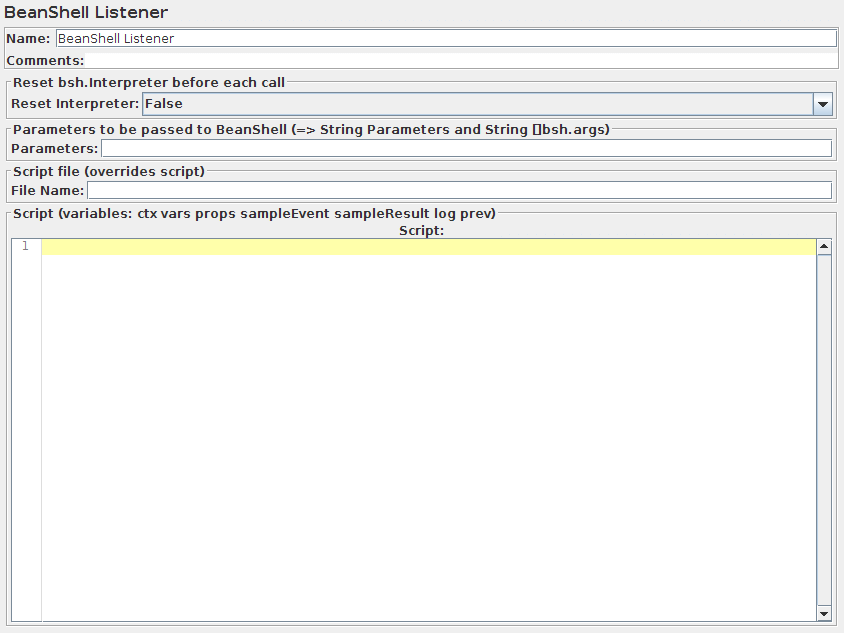 BeanShell Listener
Name: BeanShell Listener
Comments:
Reset bsh.Interpreter before each call
Reset Interpreter: False
Parameters to be passed to BeanShell (=> String Parameters and String []bsh.args)
Parameters:
Script file (overrides script)
File Name:
Script (variables: ctx vars props sampleEvent sampleResult log prev)
Script:
1